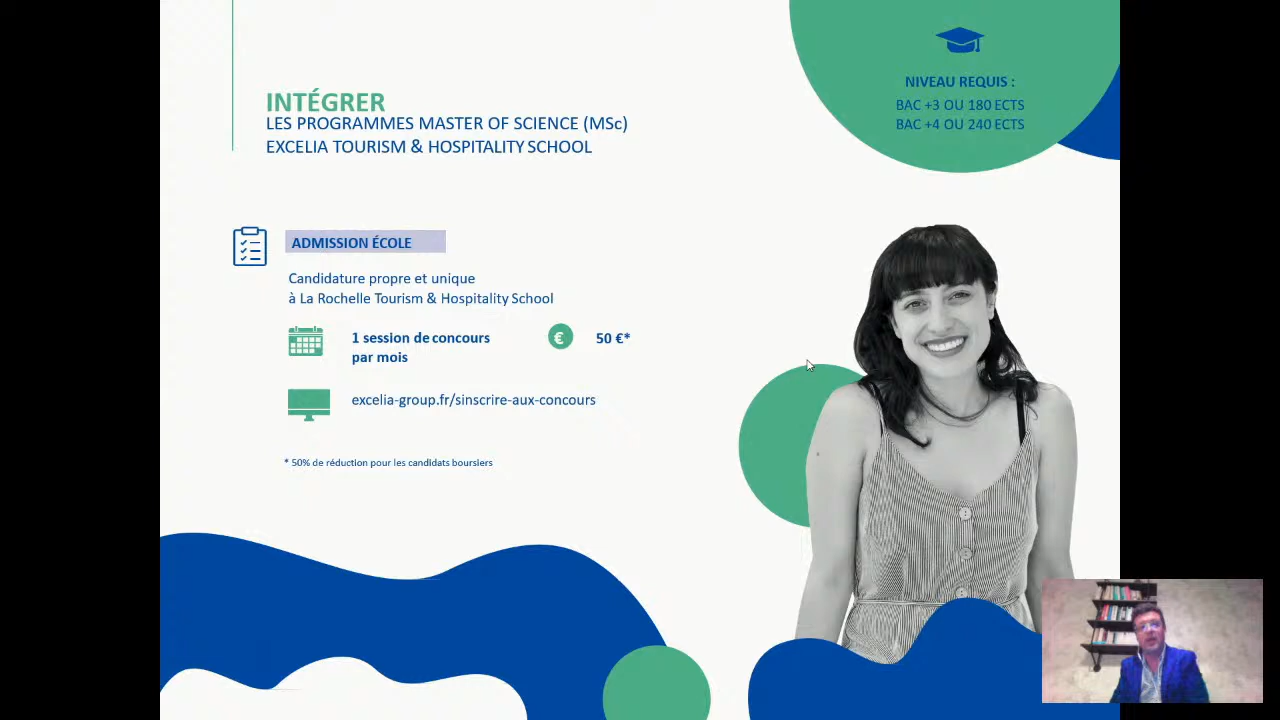 INTÉGRER
LES PROGRAMMES MASTER OF SCIENCE (MSc)
EXCELIA TOURISM & HOSPITALITY SCHOOL
NIVEAU REQUIS :
BAC +3 OU 180 ECTS
BAC +4 OU 240 ECTS
ADMISSION ÉCOLE
Candidature propre et unique
à La Rochelle Tourism & Hospitality School
1 session de concours
par mois
€
50 €*
excelia-group.fr/sinscrire-aux-concours
* 50% de réduction pour les candidats boursiers